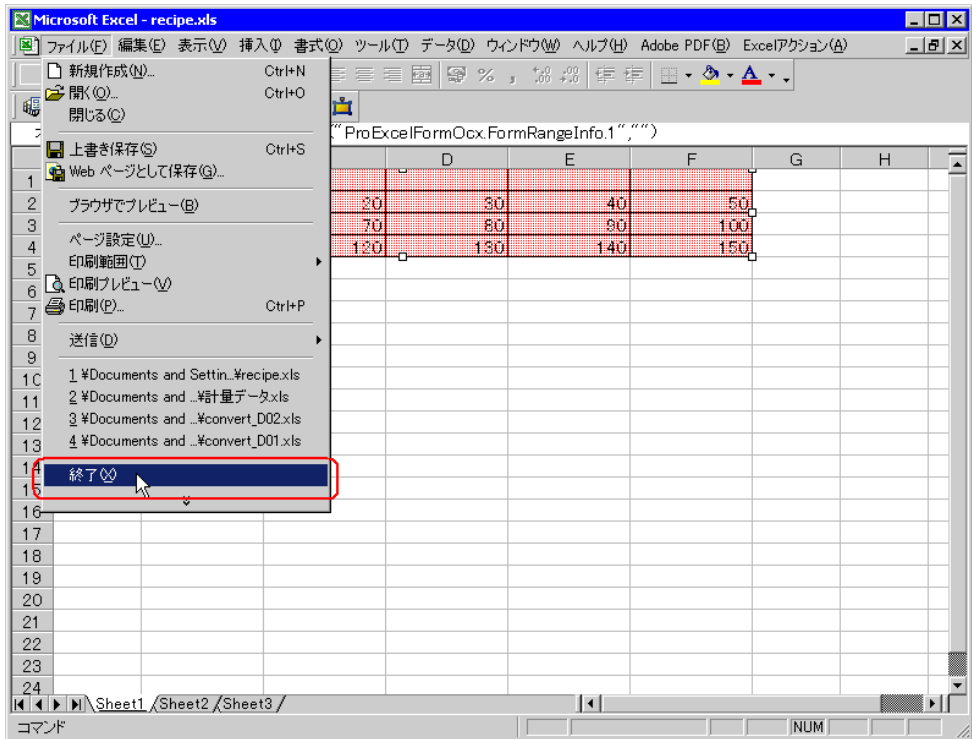 Microsoft Excel - recipe.xls
ファイル(F) 編集(E) 表示(V) 挿入(I) 書式(O) ツール(T) データ(D) ウィンドウ(W) ヘルプ(H) Adobe PDF(B) Excelアクション(A)
新規作成(N)... Ctrl+N
開く(O)... Ctrl+O
閉じる(C)
上書き保存(S) Ctrl+S
Web ページとして保存(G)...
ブラウザでプレビュー(B)
ページ設定(U)...
印刷範囲(T)
印刷プレビュー(V)
印刷(P)... Ctrl+P
送信(D)
1 ¥Documents and Settin...¥recipe.xls
2 ¥Documents and ...¥計量データ.xls
3 ¥Documents and ...¥convert_D02.xls
4 ¥Documents and ...¥convert_D01.xls
終了(X)
% ,
"ProExcelFormOcx.FormRangeInfo.1","")
D E F G H
1
2 20 30 40 50
3 70 80 90 100
4 120 130 140 150
5
6
7
8
9
10
11
12
13
14
15
16
17
18
19
20
21
22
23
24
Sheet1 Sheet2 Sheet3
コマンド NUM